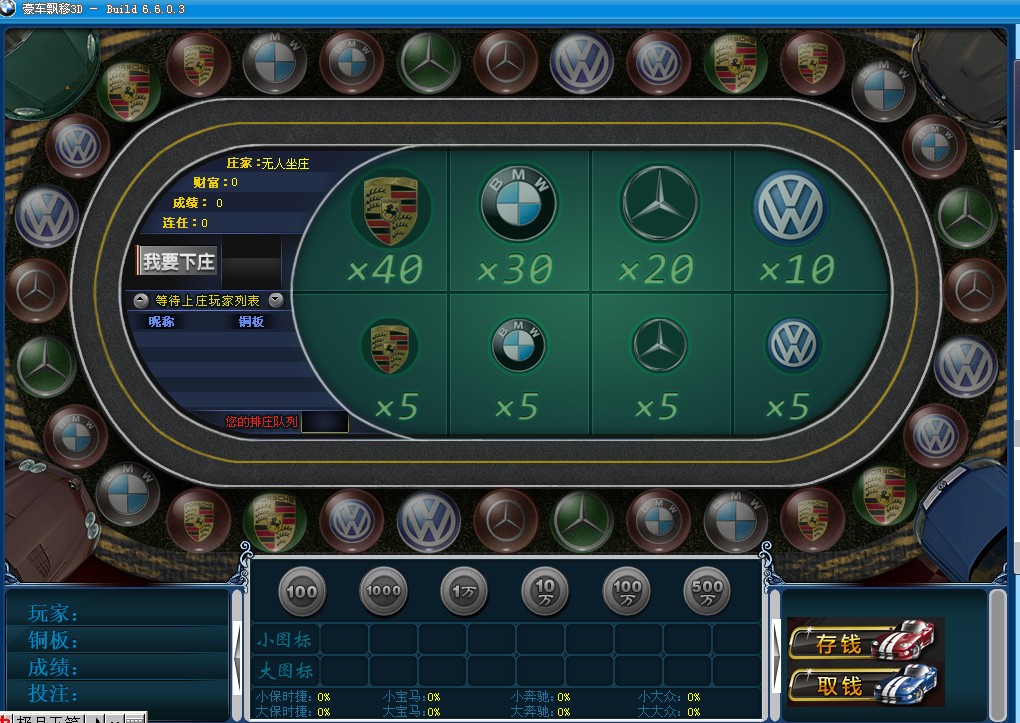 豪车飘移3D － Build 6.6.0.3
庄家：无人坐庄
财富：0
成绩： 0
连任：0
我要下庄
等待上庄玩家列表
昵称 铜板
您的排庄队列
BMW
×40 ×30 ×20 ×10
BMW
×5 ×5 ×5 ×5
100 1000 1万 10万 100万 500万
小图标
大图标
小保时捷：0% 小宝马：0% 小奔驰：0% 小大众：0%
大保时捷：0% 大宝马：0% 大奔驰：0% 大大众：0%
玩家：
铜板：
成绩：
投注：
存钱
取钱